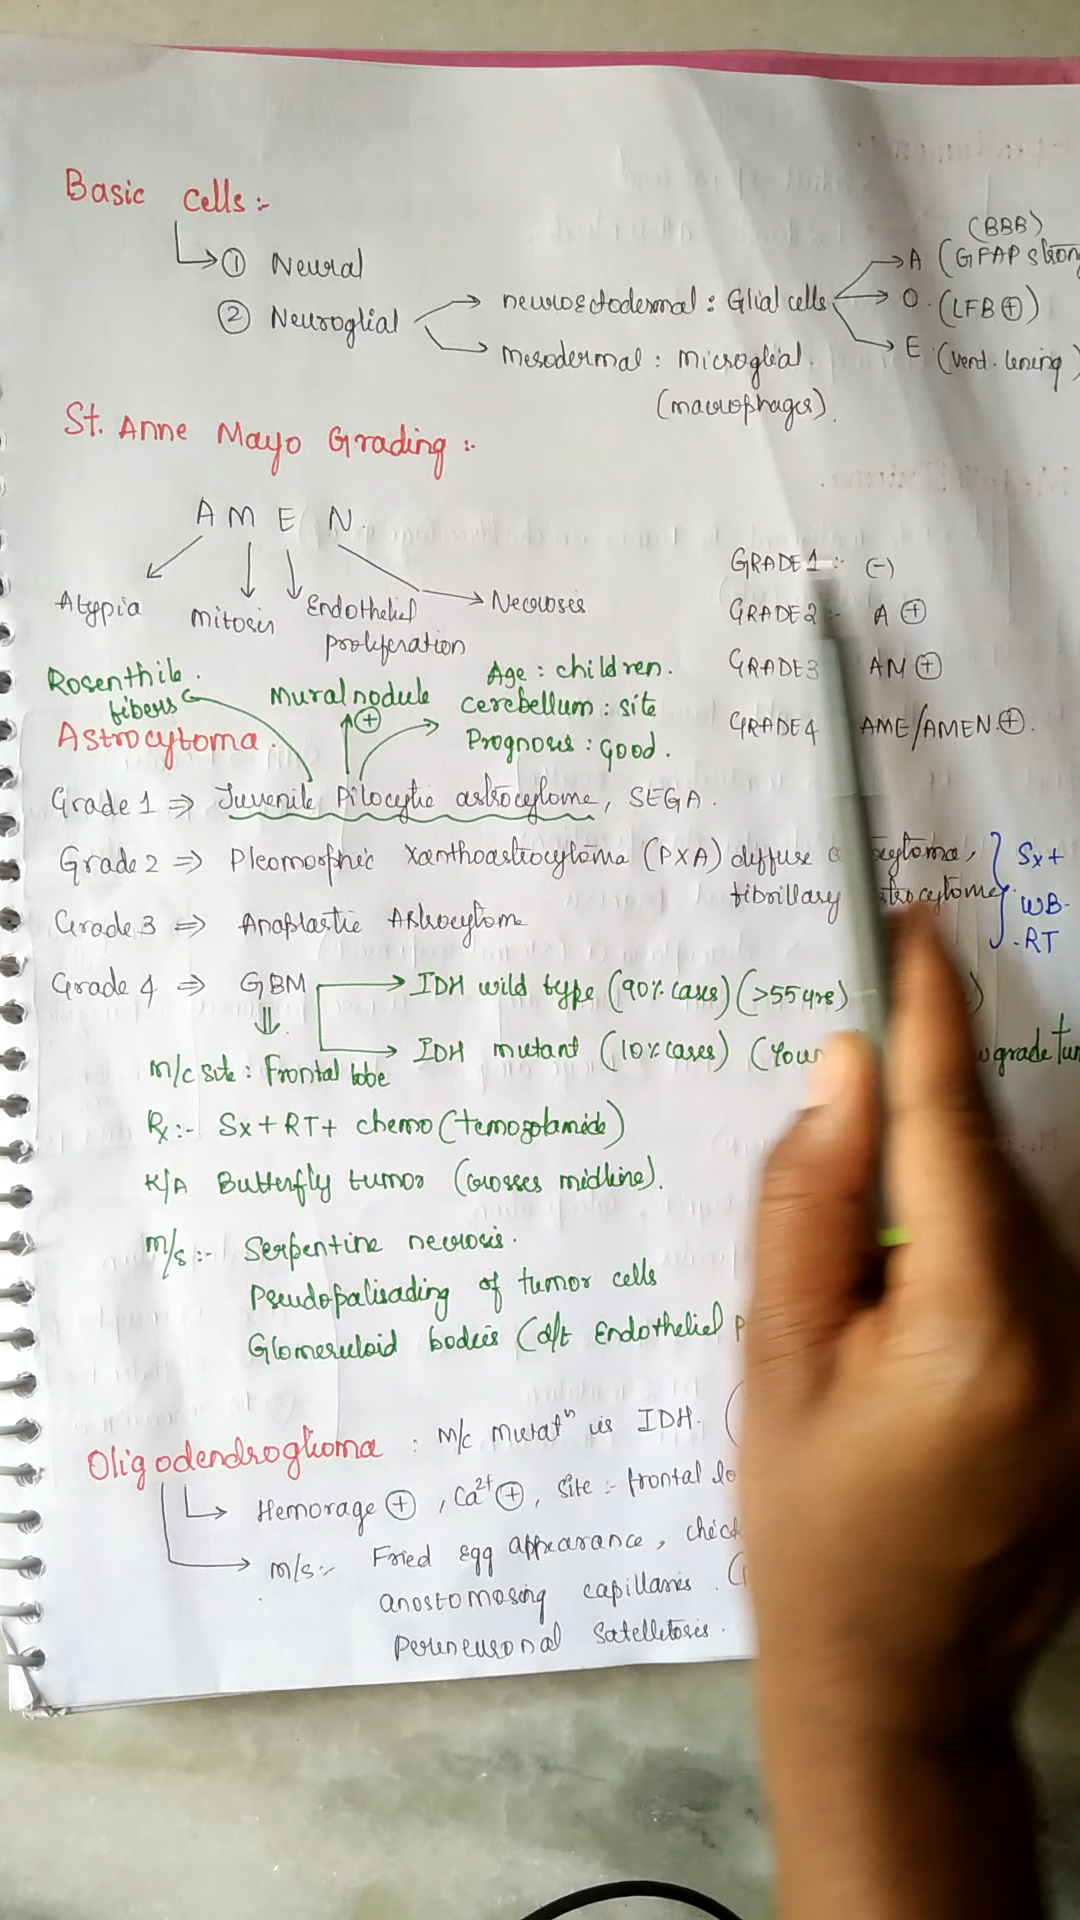 Basic Cells :-
① Neural
② Neuroglial
neuroectodermal : Glial cells
(BBB)
A (GFAP strong
O. (LFB ⊕)
E. (vent. lening)
Mesodermal : microglial.
(macrophages).
St. Anne Mayo Grading :-
A M E N.
Atypia
mitosis
Endothelial proliferation
Necrosis
GRADE 1 :- (-)
GRADE 2 :- A ⊕
GRADE 3 AM ⊕
GRADE 4 AME/AMEN ⊕.
Rosenthile fibers
Mural nodule ⊕
Age : children.
cerebellum : site
Prognosis : Good.
Astrocytoma.
Grade 1 ⇒ Juvenile Pilocytic astrocytoma, SEGA.
Grade 2 ⇒ Pleomorphic Xanthoastrocytoma (PXA) diffuse
fibrillary
Sx +
WB-
-RT
Grade 3 ⇒ Anaplastic Astrocytoma
Grade 4 ⇒ GBM
IDH wild type (90% cases) (>55 yrs)
IDH mutant (10% cases)
m/c site : Frontal lobe
Rx :- Sx + RT + chemo (temozolamide)
K/A Butterfly tumor (crosses midline).
m/s :- Serpentine necrosis.
Pseudopalisading of tumor cells
Glomeruloid bodies (d/t Endothelial
Oligodendroglioma : m/c mutatⁿ is IDH.
Hemorage ⊕, Ca²⁺ ⊕, site :- frontal
m/s :- Fried egg appearance,
anostomosing capillaries.
Perineuronal Satelletosis.